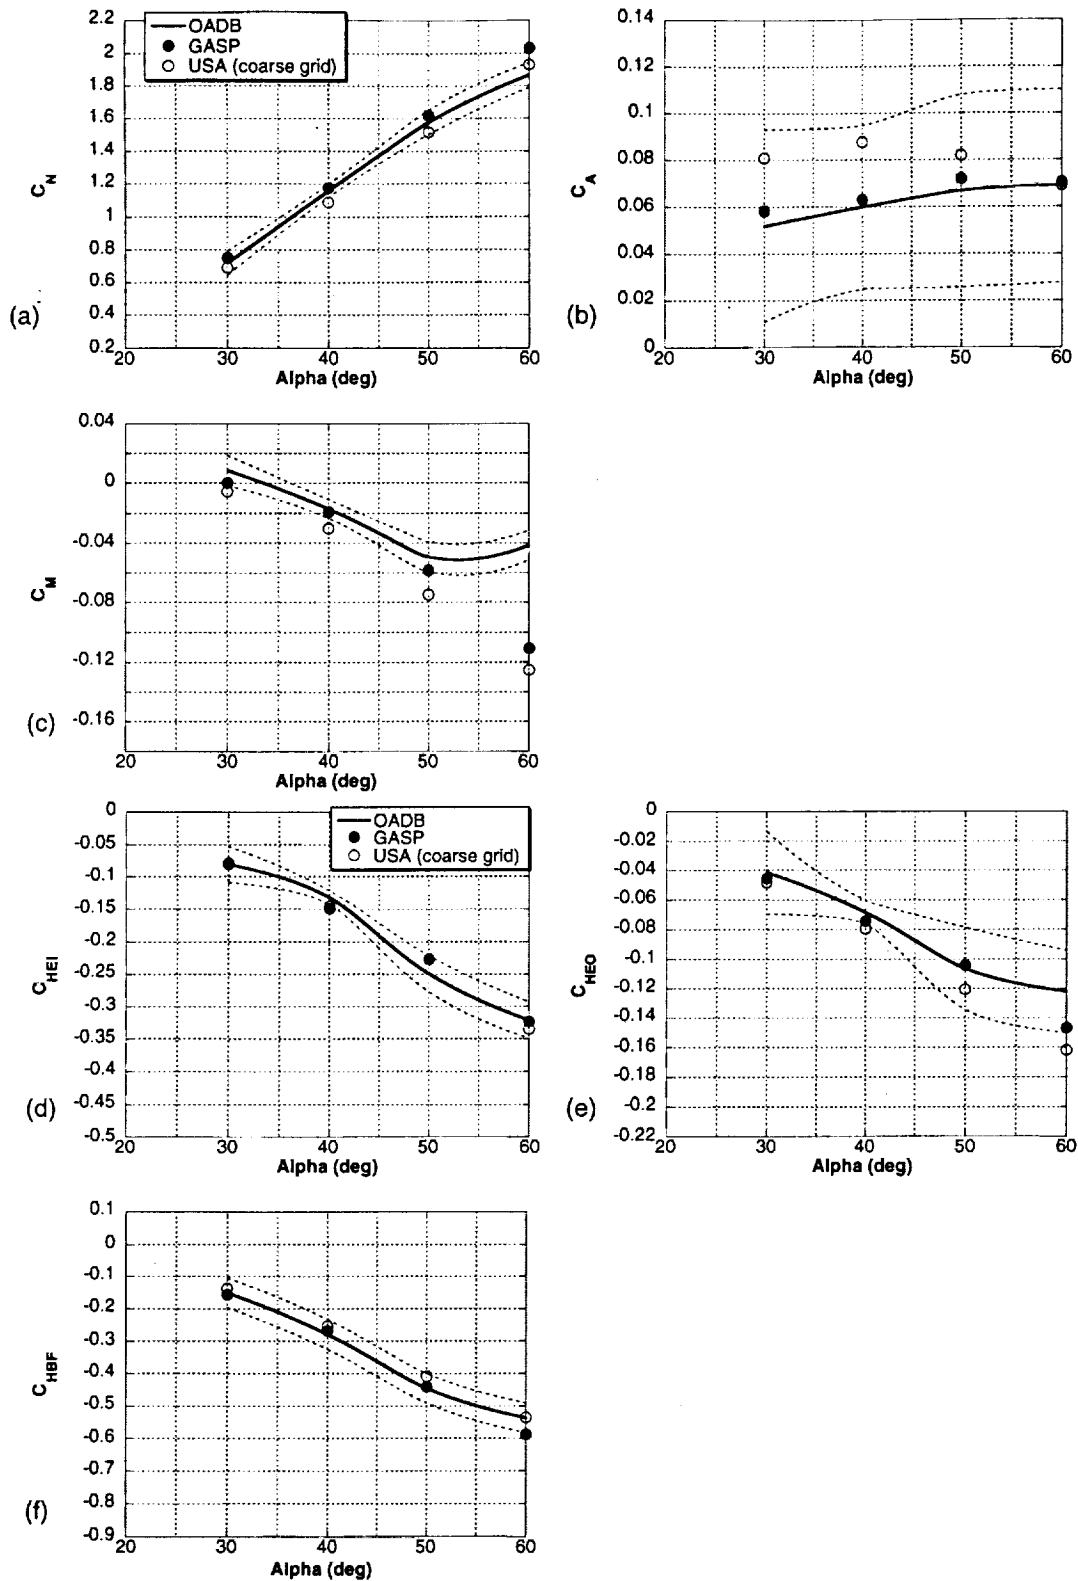 OADB
GASP
USA (coarse grid)
2.2
2
1.8
1.6
1.4
1.2
1
0.8
0.6
0.4
0.2
C_N
(a)
20 30 40 50 60
Alpha (deg)
0.14
0.12
0.1
0.08
0.06
0.04
0.02
0
C_A
(b)
20 30 40 50 60
Alpha (deg)
0.04
0
-0.04
-0.08
-0.12
-0.16
C_M
(c)
20 30 40 50 60
Alpha (deg)
OADB
GASP
USA (coarse grid)
0
-0.05
-0.1
-0.15
-0.2
-0.25
-0.3
-0.35
-0.4
-0.45
-0.5
C_HEI
(d)
20 30 40 50 60
Alpha (deg)
0
-0.02
-0.04
-0.06
-0.08
-0.1
-0.12
-0.14
-0.16
-0.18
-0.2
-0.22
C_HEO
(e)
20 30 40 50 60
Alpha (deg)
0.1
0
-0.1
-0.2
-0.3
-0.4
-0.5
-0.6
-0.7
-0.8
-0.9
C_HBF
(f)
20 30 40 50 60
Alpha (deg)